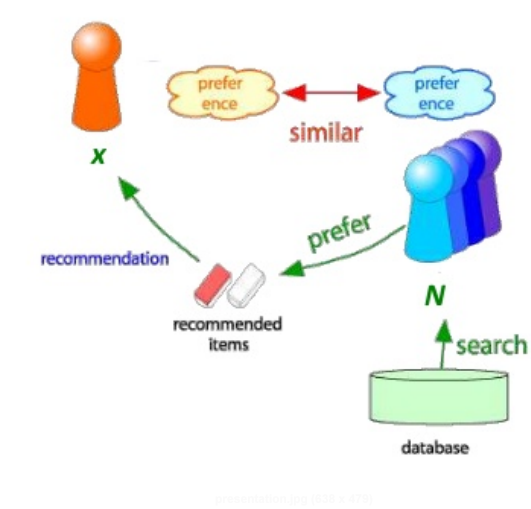 prefer
ence
prefer
ence
similar
x
prefer
recommendation
recommended
items
N
search
database